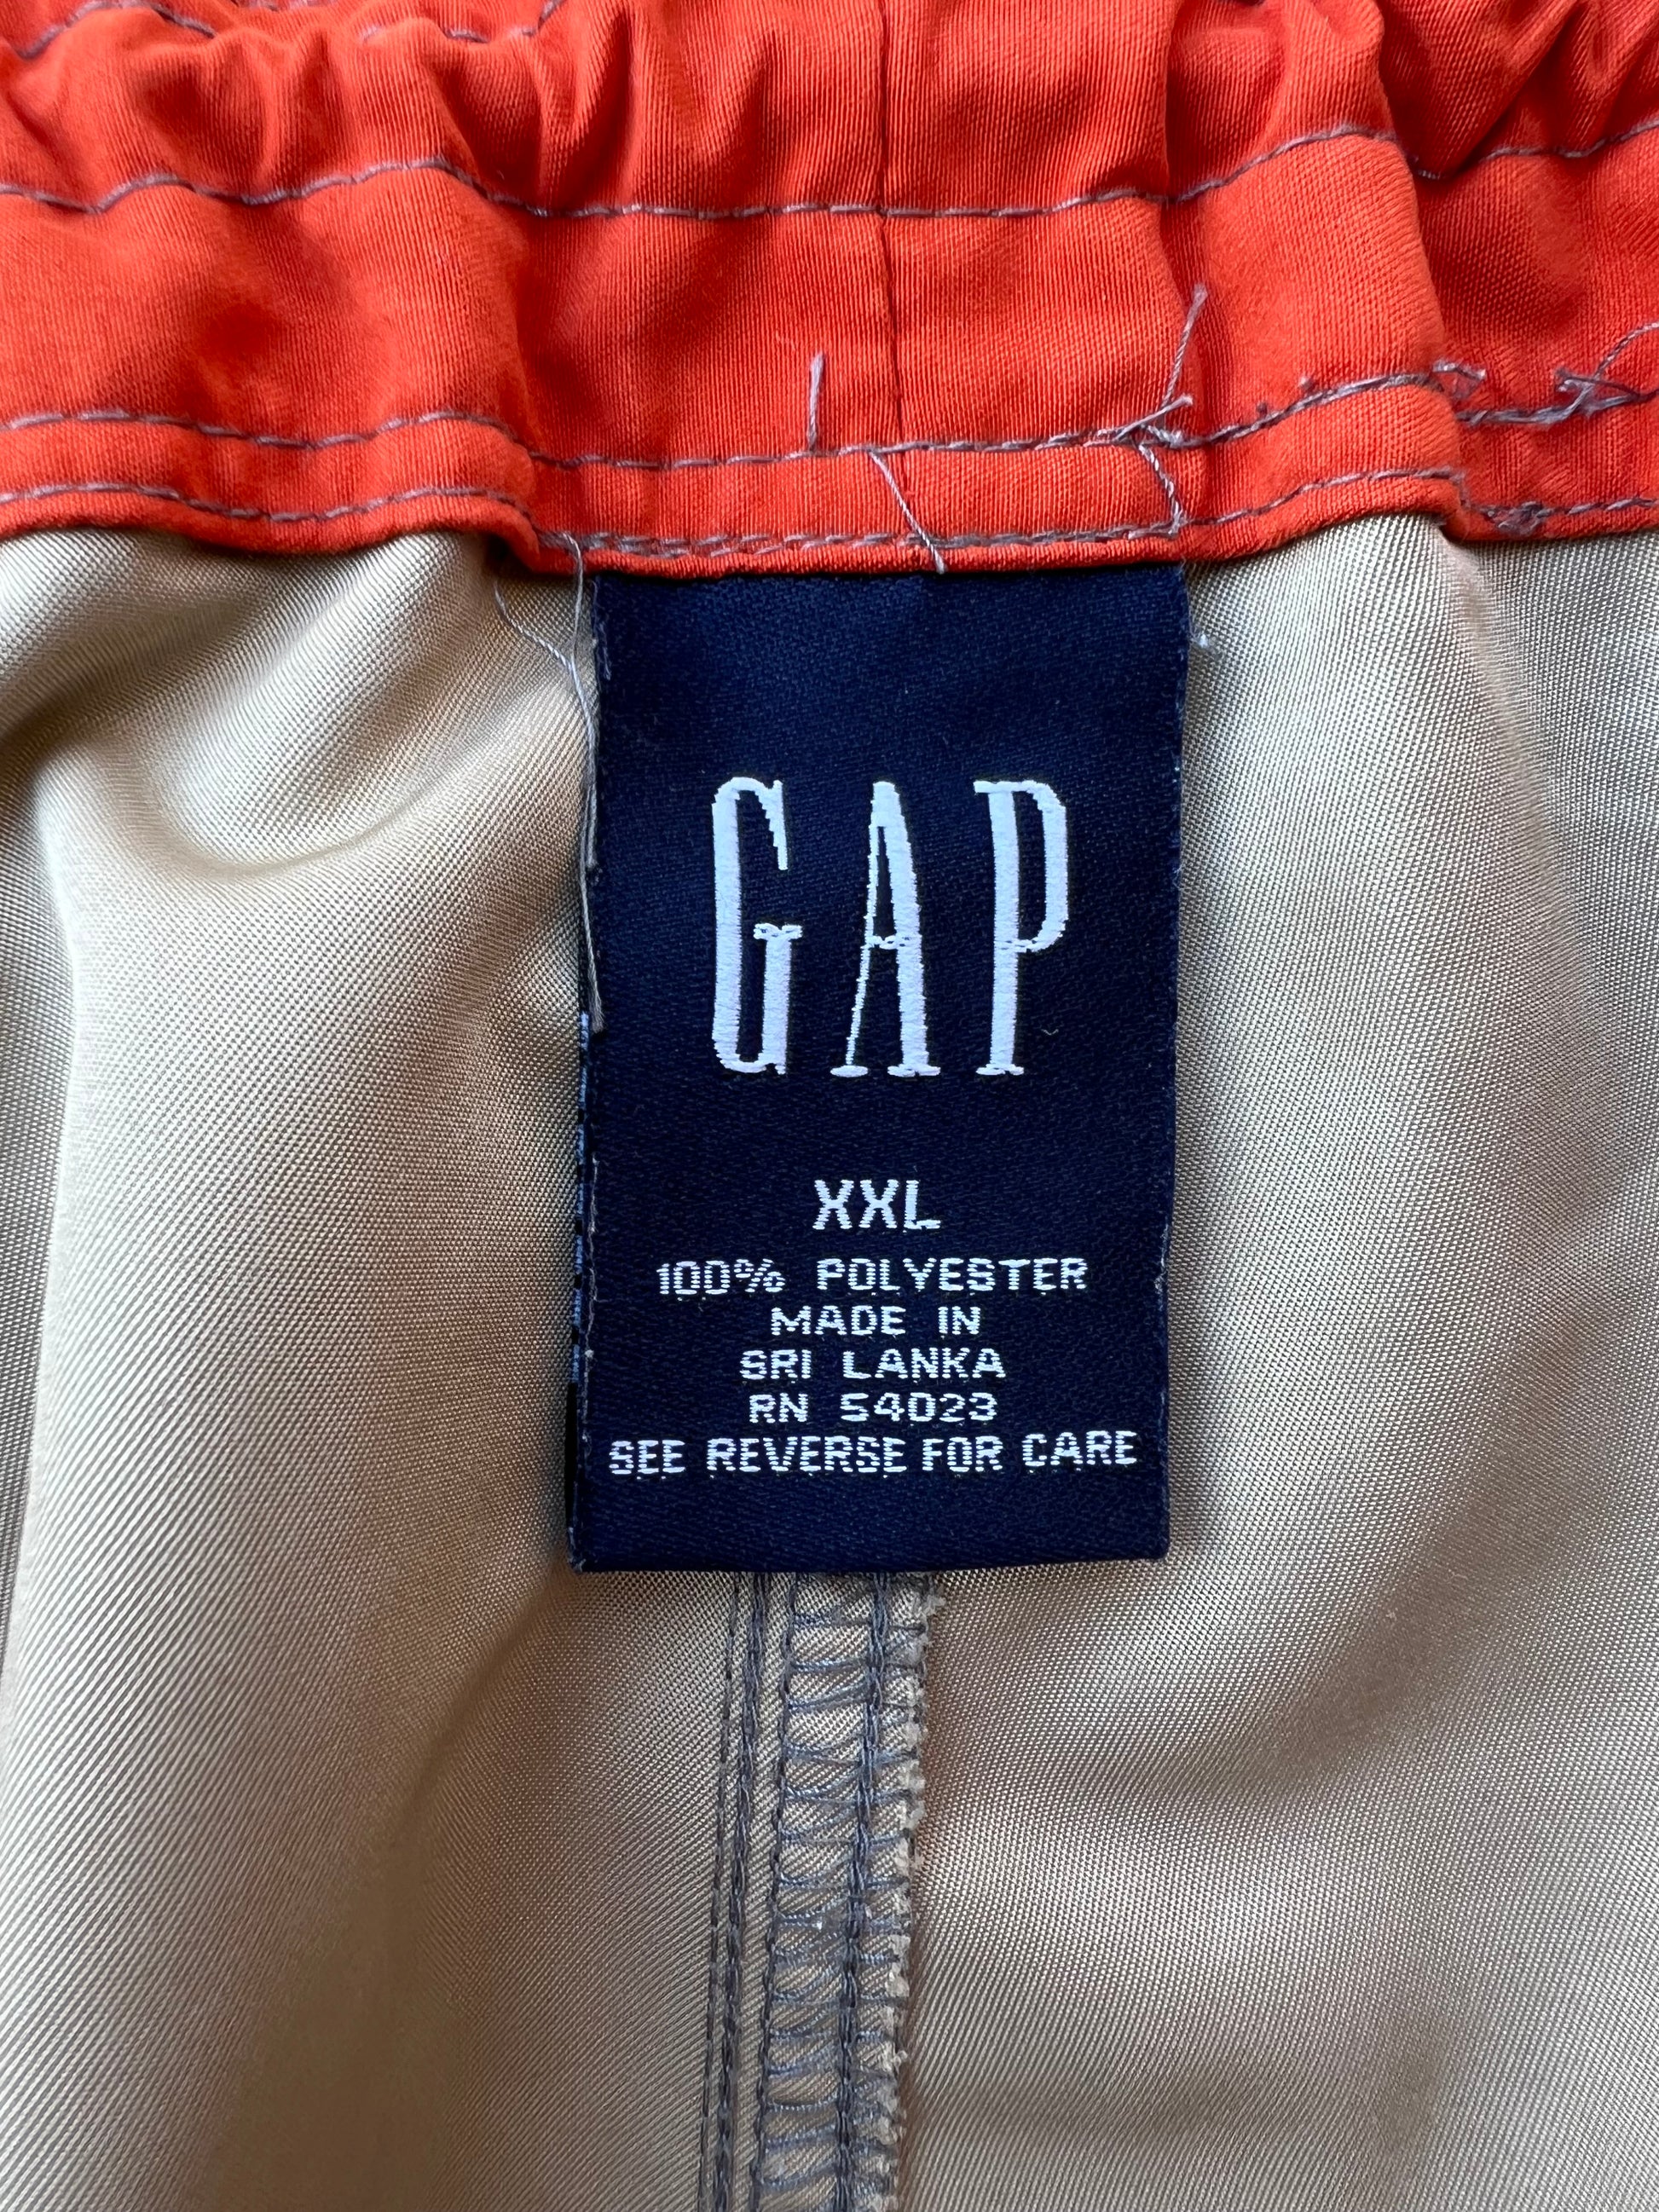 GAP
XXL
100% POLYESTER
MADE IN
SRI LANKA
RN 54023
SEE REVERSE FOR CARE